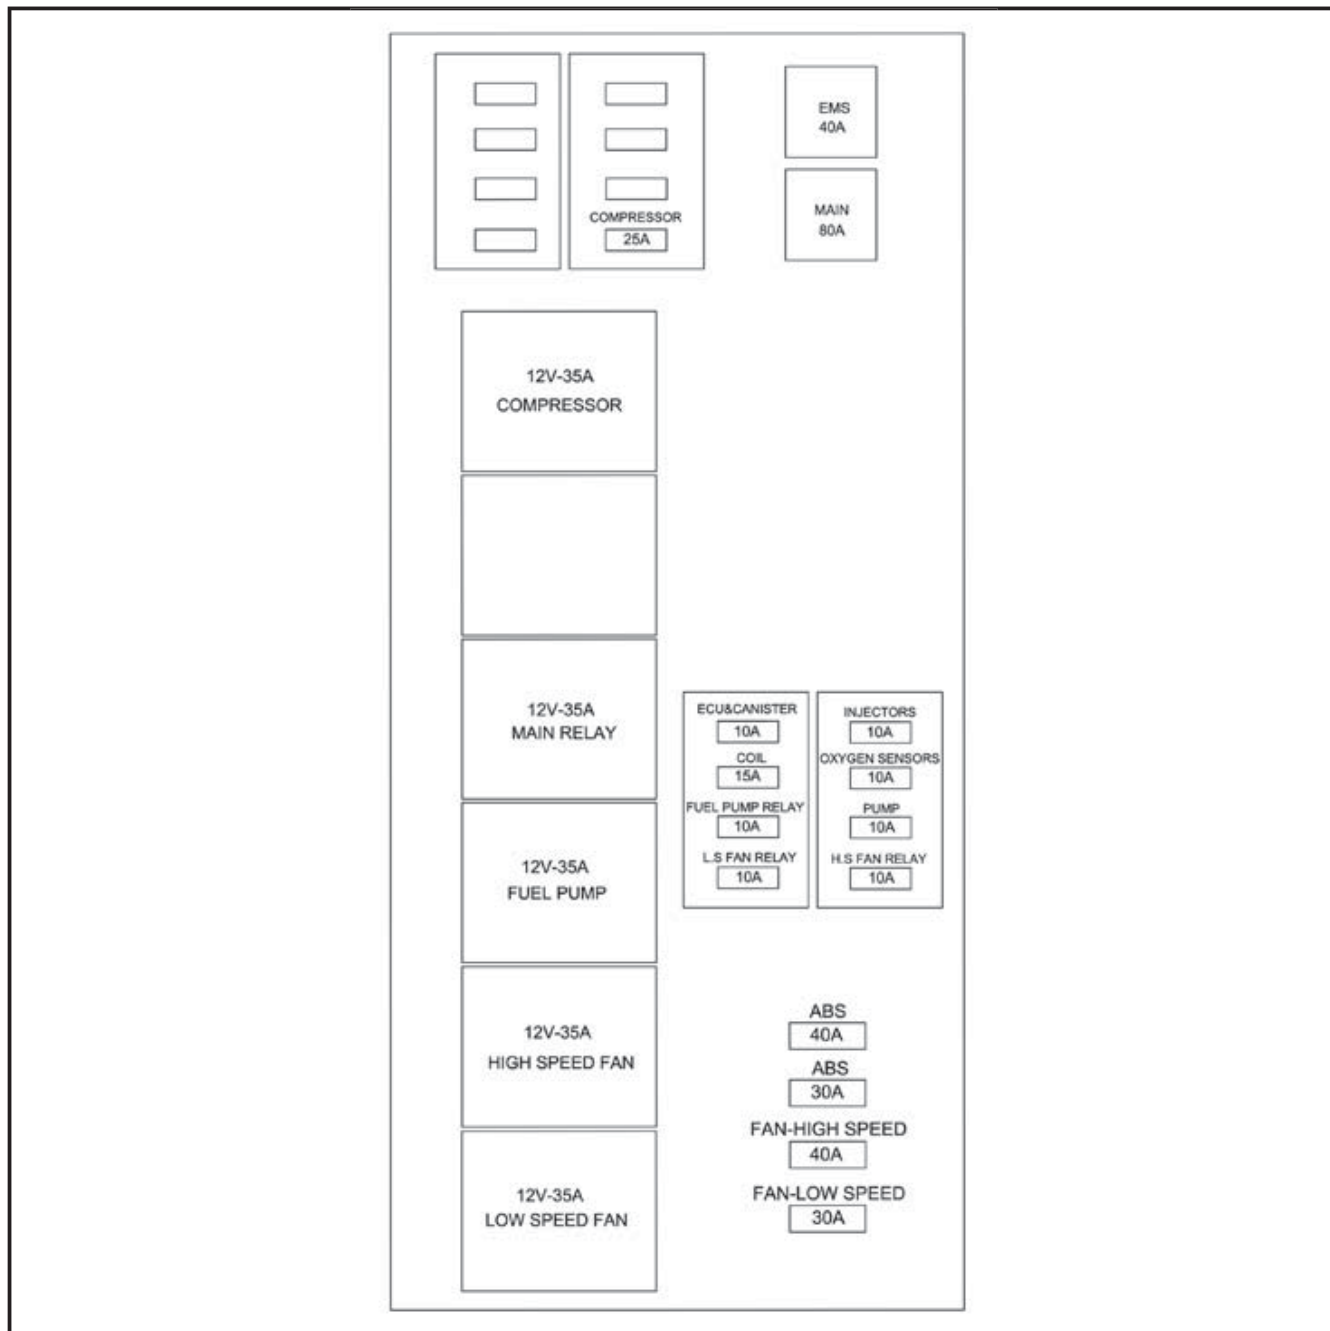 EMS
40A
MAIN
80A
COMPRESSOR
25A
12V-35A
COMPRESSOR
12V-35A
MAIN RELAY
12V-35A
FUEL PUMP
12V-35A
HIGH SPEED FAN
12V-35A
LOW SPEED FAN
ECU&CANISTER
10A
COIL
15A
FUEL PUMP RELAY
10A
L.S FAN RELAY
10A
INJECTORS
10A
OXYGEN SENSORS
10A
PUMP
10A
H.S FAN RELAY
10A
ABS
40A
ABS
30A
FAN-HIGH SPEED
40A
FAN-LOW SPEED
30A